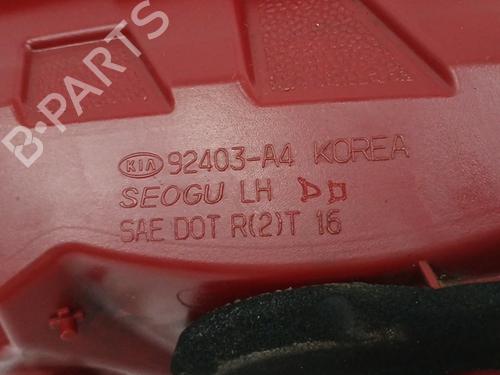 B-PARTS
KIA 92403-A4 KOREA
SEOGU LH
SAE DOT R(2)T 16